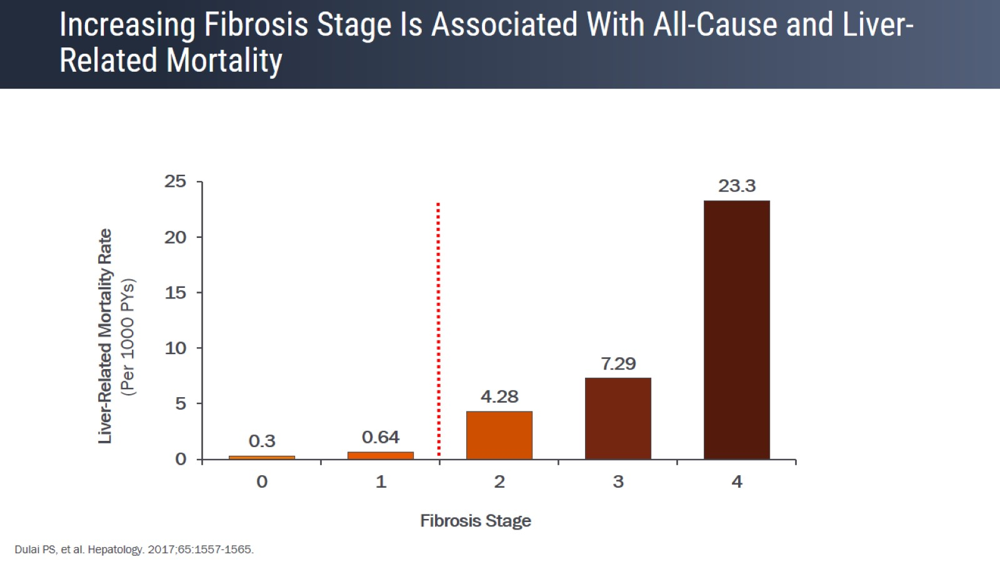 Increasing Fibrosis Stage Is Associated With All-Cause and Liver-
Related Mortality
Liver-Related Mortality Rate
(Per 1000 PYs)
25
20
15
10
5
0
0.3
0.64
4.28
7.29
23.3
0
1
2
3
4
Fibrosis Stage
Dulai PS, et al. Hepatology. 2017;65:1557-1565.